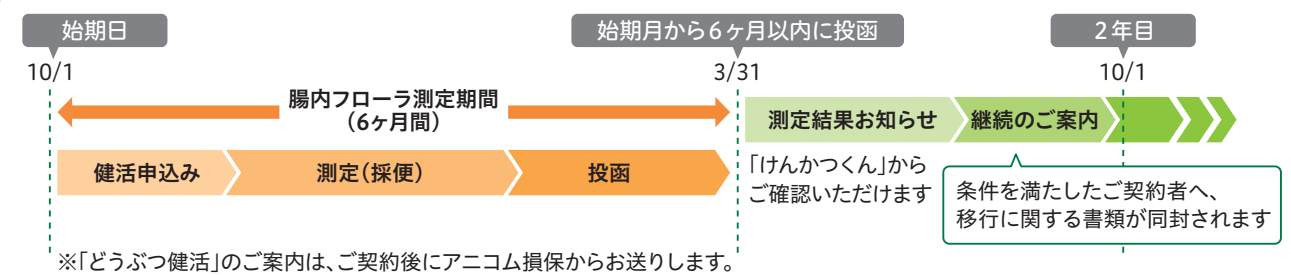 始期日
始期月から6ヶ月以内に投函
2年目
10/1
3/31
10/1
腸内フローラ測定期間
（6ヶ月間）
測定結果お知らせ
継続のご案内
健活申込み
測定（採便）
投函
「けんかつくん」から
ご確認いただけます
条件を満たしたご契約者へ、
移行に関する書類が同封されます
※「どうぶつ健活」のご案内は、ご契約後にアニコム損保からお送りします。